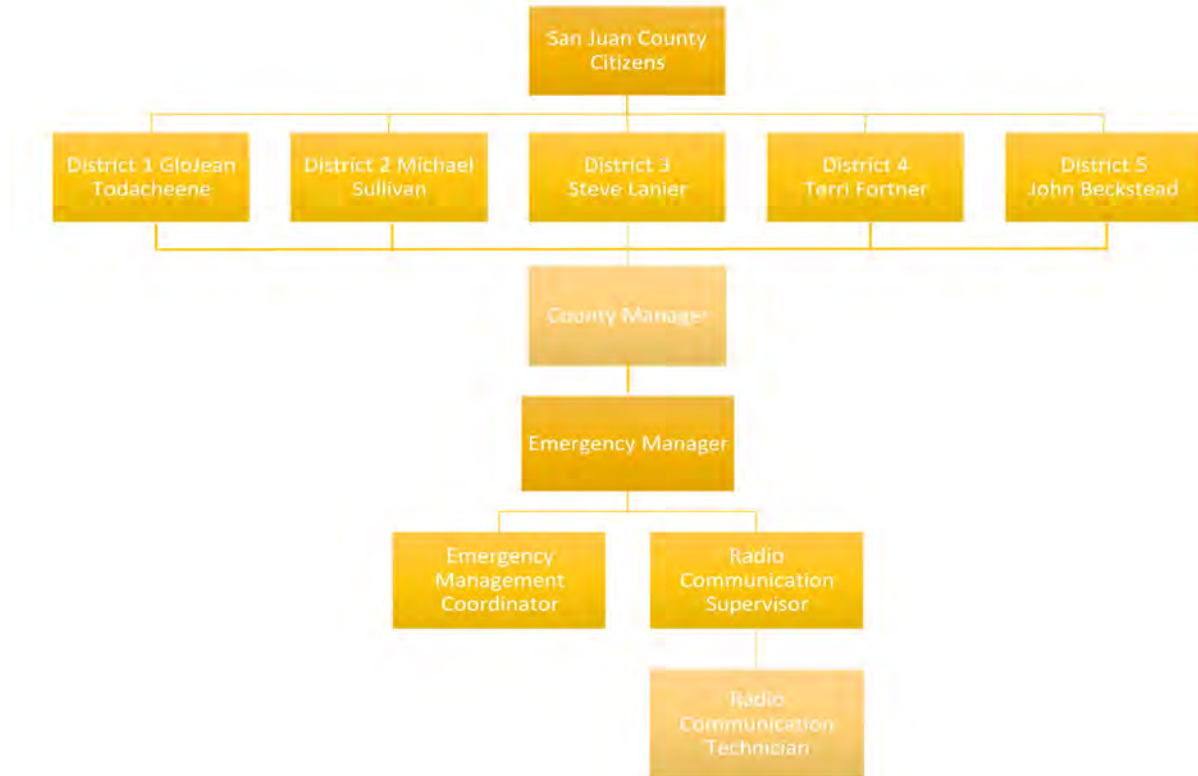 San Juan County
Citizens
District 1 GloJean
Todacheene
District 2 Michael
Sullivan
District 3
Steve Lanier
District 4
Terri Fortner
District 5
John Beckstead
County Manager
Emergency Manager
Emergency
Management
Coordinator
Radio
Communication
Supervisor
Radio
Communication
Technician